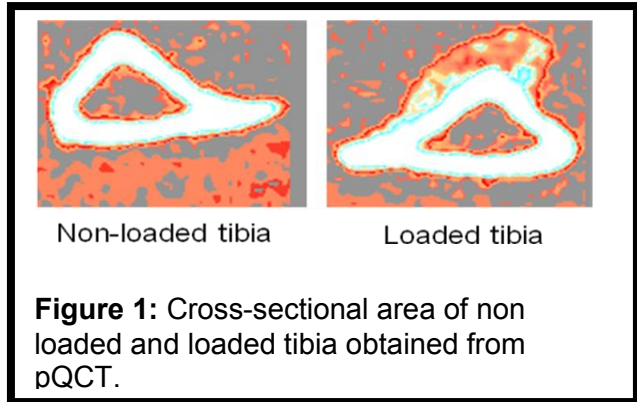 Non-loaded tibia
Loaded tibia
Figure 1: Cross-sectional area of non
loaded and loaded tibia obtained from
pQCT.